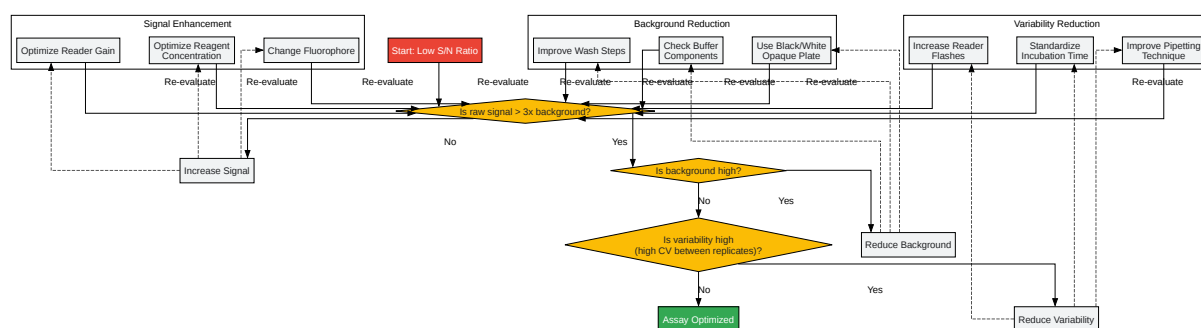 Signal Enhancement
Background Reduction
Variability Reduction
Optimize Reader Gain
Optimize Reagent
Concentration
Change Fluorophore
Start: Low S/N Ratio
Improve Wash Steps
Check Buffer
Components
Use Black/White
Opaque Plate
Increase Reader
Flashes
Standardize
Incubation Time
Improve Pipetting
Technique
Re-evaluate
Re-evaluate
Re-evaluate
Re-evaluate
Re-evaluate
Re-evaluate
Re-evaluate
Re-evaluate
Re-evaluate
Is raw signal > 3x background?
No
Yes
Increase Signal
Is background high?
No
Yes
Is variability high
(high CV between replicates)?
Reduce Background
No
Yes
Assay Optimized
Reduce Variability